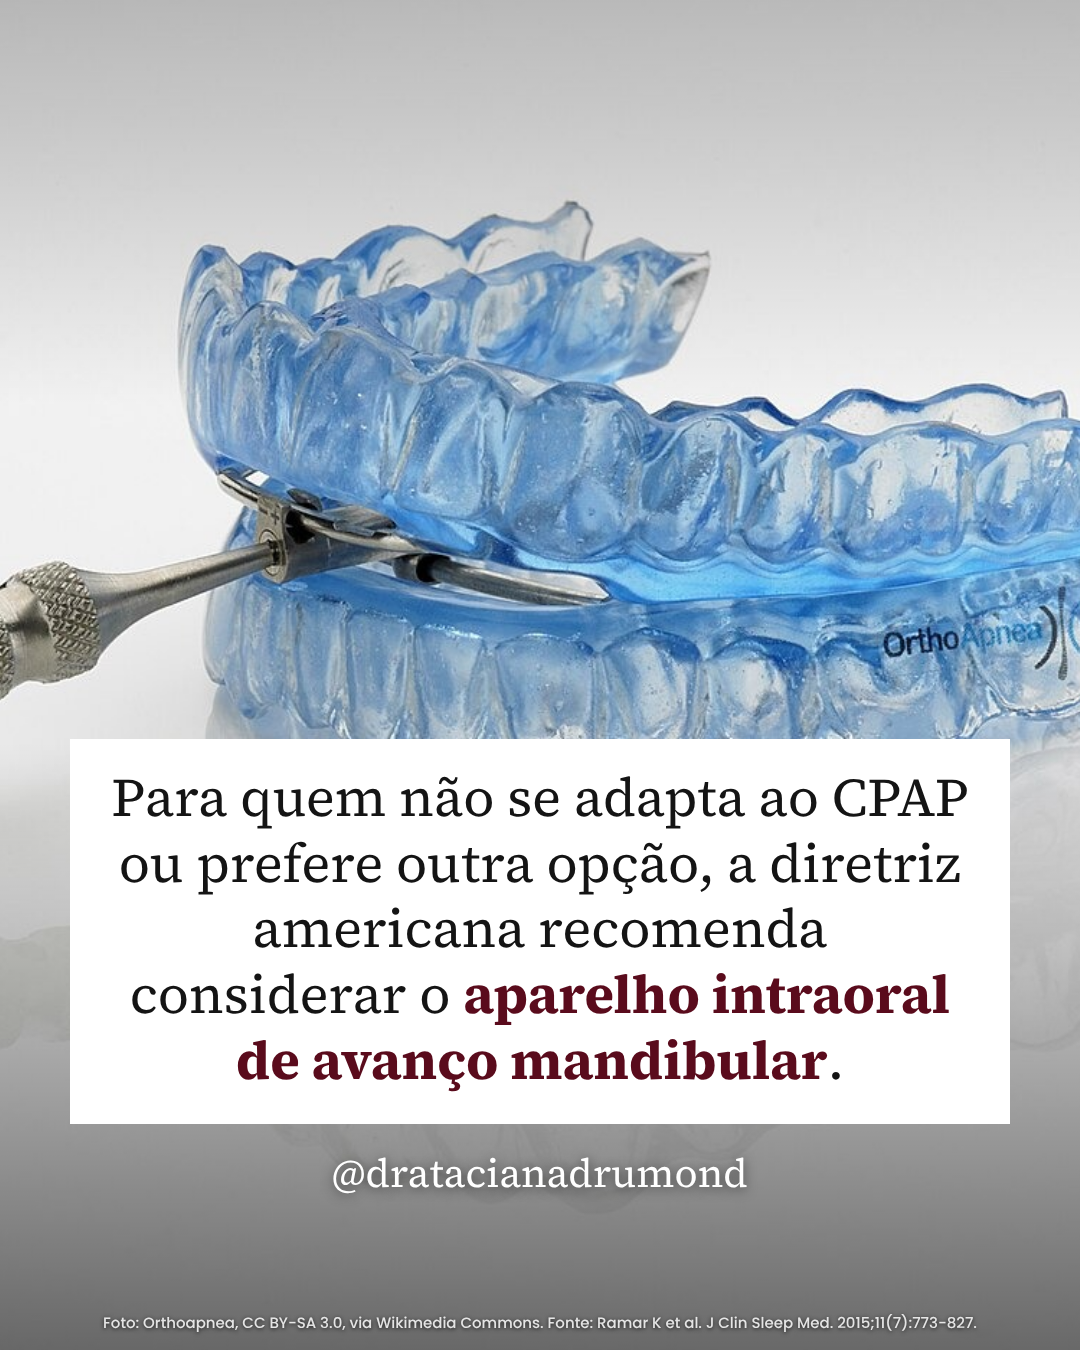 OrthoApnea
Para quem não se adapta ao CPAP
ou prefere outra opção, a diretriz
americana recomenda
considerar o aparelho intraoral
de avanço mandibular.
@dratacianadrumond
Foto: Orthoapnea, CC BY-SA 3.0, via Wikimedia Commons. Fonte: Ramar K et al. J Clin Sleep Med. 2015;11(7):773-827.